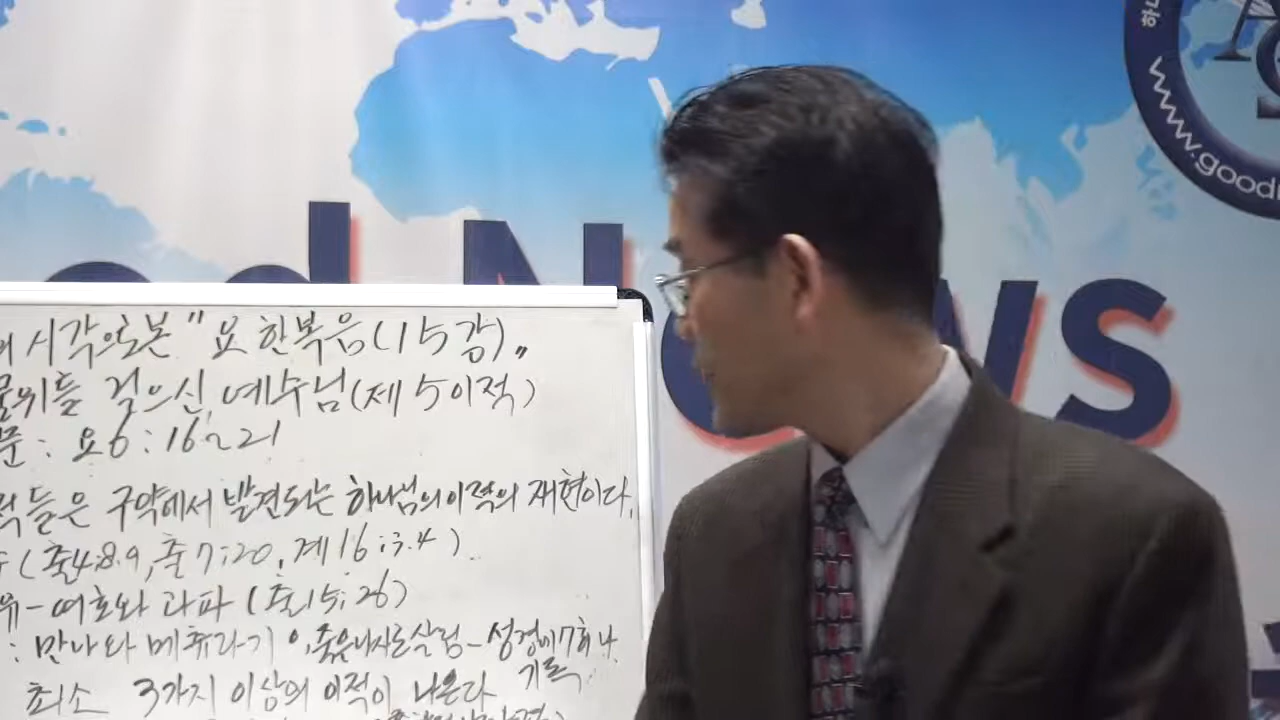 하나
www.good
od News
시각으로본 "요한복음(15강)"
물위를 걸으신 예수님(제5이적)
문: 요6:16~21
적들은 구약에서 발견되는 하나님의 이적의 재현이다.
(출4:8.9, 출7:20, 계16:3.4)
유-여호와 라파 (출15:26)
: 만나와 메추라기
성경에 7회나
기록
최소 3가지 이상의 이적이 나온다